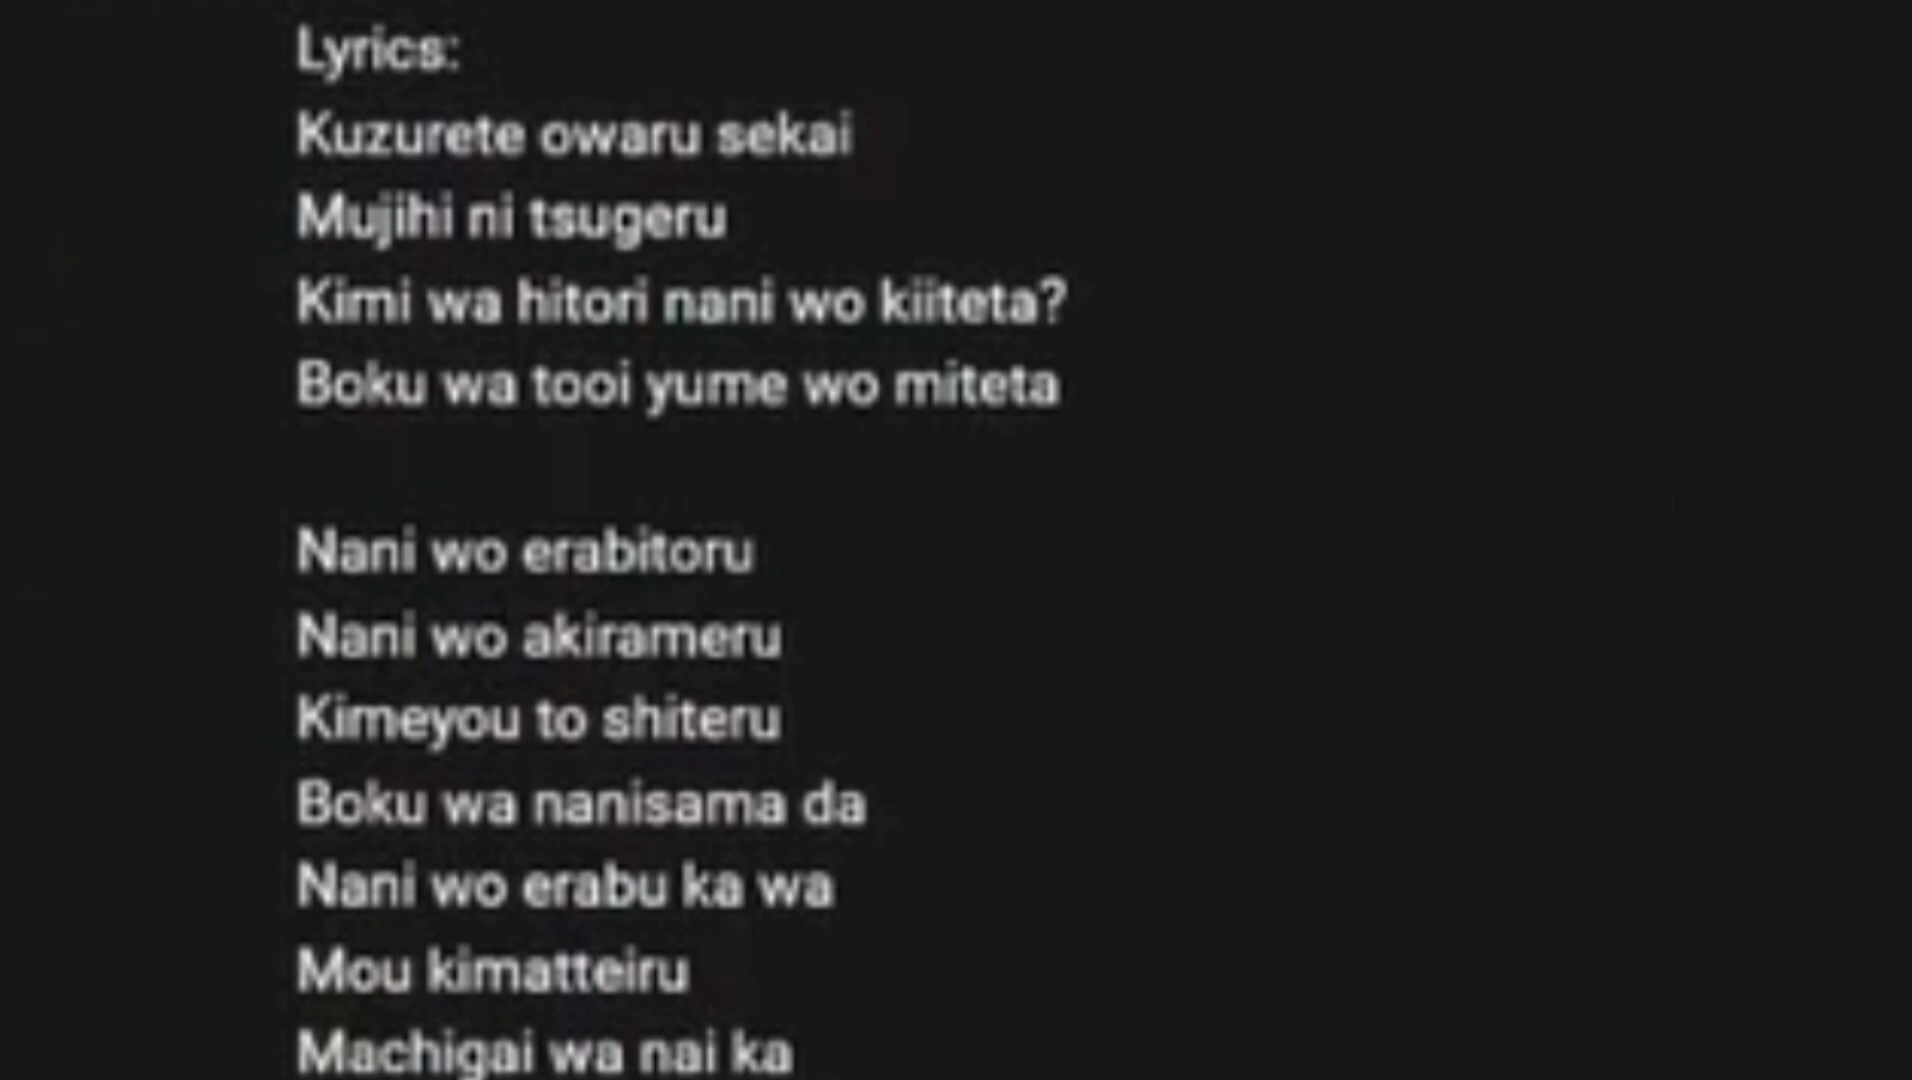 Lyrics:
Kuzurete owaru sekai
Mujihi ni tsugeru
Kimi wa hitori nani wo kiiteta?
Boku wa tooi yume wo miteta
Nani wo erabitoru
Nani wo akirameru
Kimeyou to shiteru
Boku wa nanisama da
Nani wo erabu ka wa
Mou kimatteiru
Machigai wa nai ka